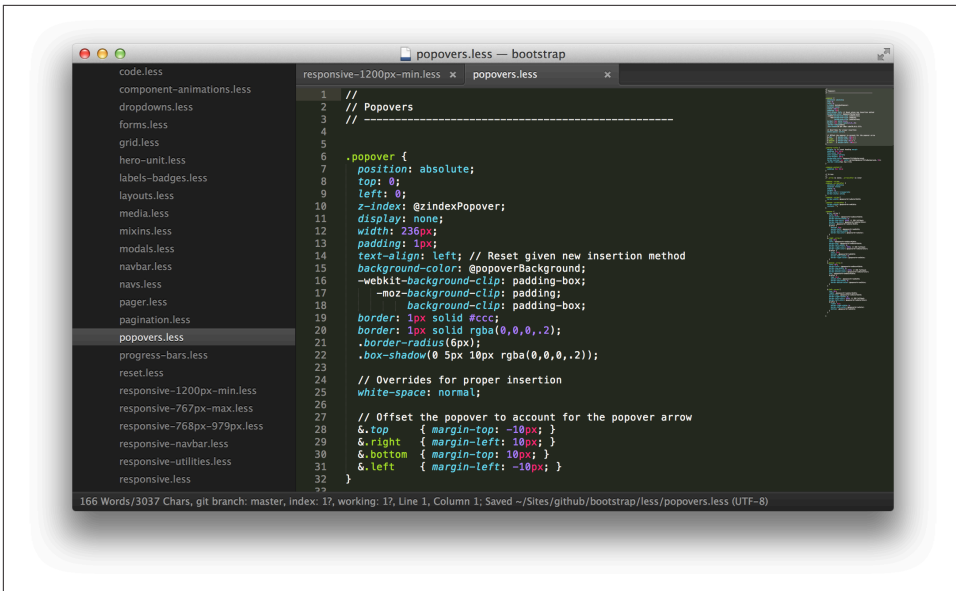 popovers.less — bootstrap
code.less
component-animations.less
dropdowns.less
forms.less
grid.less
hero-unit.less
labels-badges.less
layouts.less
media.less
mixins.less
modals.less
navbar.less
navs.less
pager.less
pagination.less
popovers.less
progress-bars.less
reset.less
responsive-1200px-min.less
responsive-767px-max.less
responsive-768px-979px.less
responsive-navbar.less
responsive-utilities.less
responsive.less
responsive-1200px-min.less × popovers.less ×
1 //
2 // Popovers
3 // --------------------------------------------------
4
5
6 .popover {
7 position: absolute;
8 top: 0;
9 left: 0;
10 z-index: @zindexPopover;
11 display: none;
12 width: 236px;
13 padding: 1px;
14 text-align: left; // Reset given new insertion method
15 background-color: @popoverBackground;
16 -webkit-background-clip: padding-box;
17 -moz-background-clip: padding;
18 background-clip: padding-box;
19 border: 1px solid #ccc;
20 border: 1px solid rgba(0,0,0,.2);
21 .border-radius(6px);
22 .box-shadow(0 5px 10px rgba(0,0,0,.2));
23
24 // Overrides for proper insertion
25 white-space: normal;
26
27 // Offset the popover to account for the popover arrow
28 &.top { margin-top: -10px; }
29 &.right { margin-left: 10px; }
30 &.bottom { margin-top: 10px; }
31 &.left { margin-left: -10px; }
32 }
33
166 Words/3037 Chars, git branch: master, index: 1?, working: 1?, Line 1, Column 1; Saved ~/Sites/github/bootstrap/less/popovers.less (UTF-8)